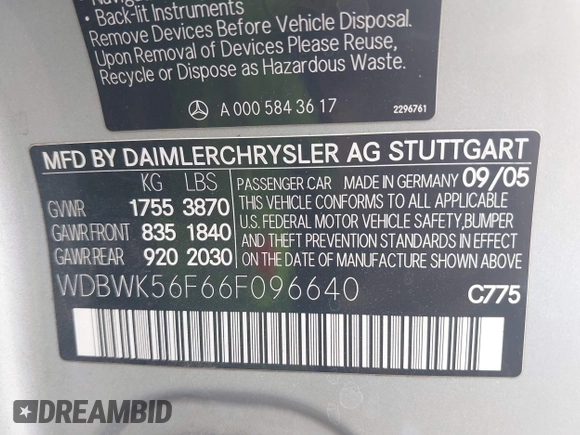 • Back-lit Instruments
Remove Devices Before Vehicle Disposal.
Upon Removal of Devices Please Reuse,
Recycle or Dispose as Hazardous Waste.
A 000 584 36 17
2296761
MFD BY DAIMLERCHRYSLER AG STUTTGART
KG LBS
GVWR 1755 3870
GAWR FRONT 835 1840
GAWR REAR 920 2030
PASSENGER CAR MADE IN GERMANY 09/05
THIS VEHICLE CONFORMS TO ALL APPLICABLE
U.S. FEDERAL MOTOR VEHICLE SAFETY,BUMPER
AND THEFT PREVENTION STANDARDS IN EFFECT
ON THE DATE OF MANUFACTURE SHOWN ABOVE.
WDBWK56F66F096640 C775
DREAMBID